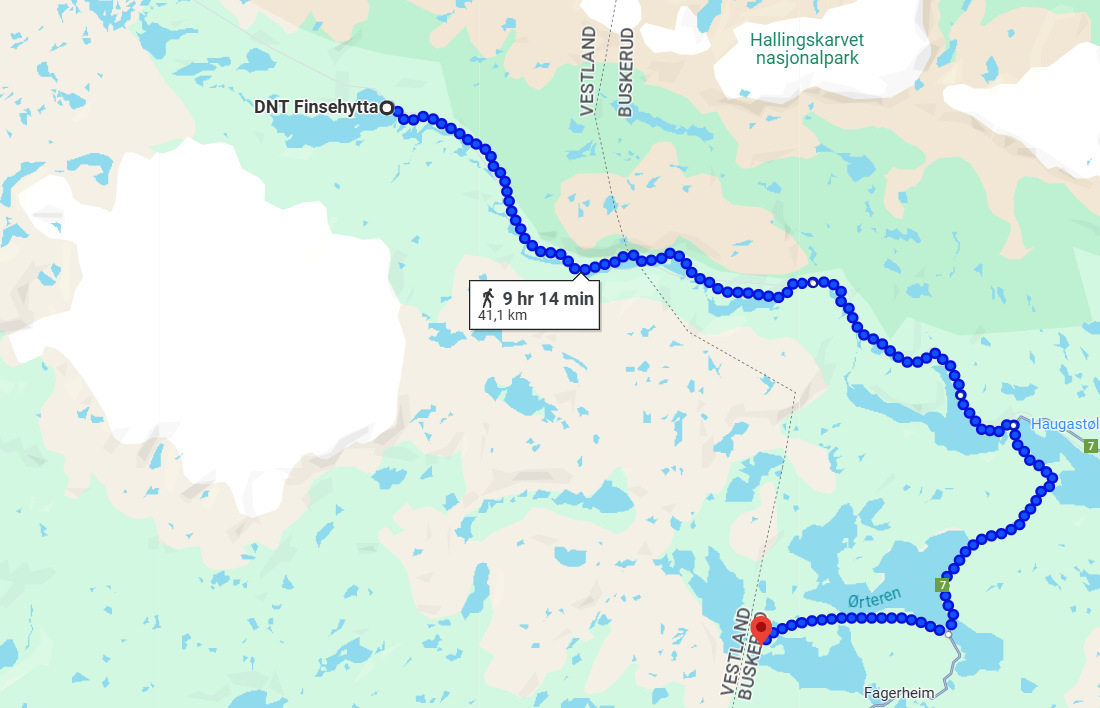 Hallingskarvet
nasjonalpark
VESTLAND
BUSKERUD
DNT Finsehytta
9 hr 14 min
41,1 km
Haugastøl
7
7
Ørteren
VESTLAND
BUSKERUD
Fagerheim